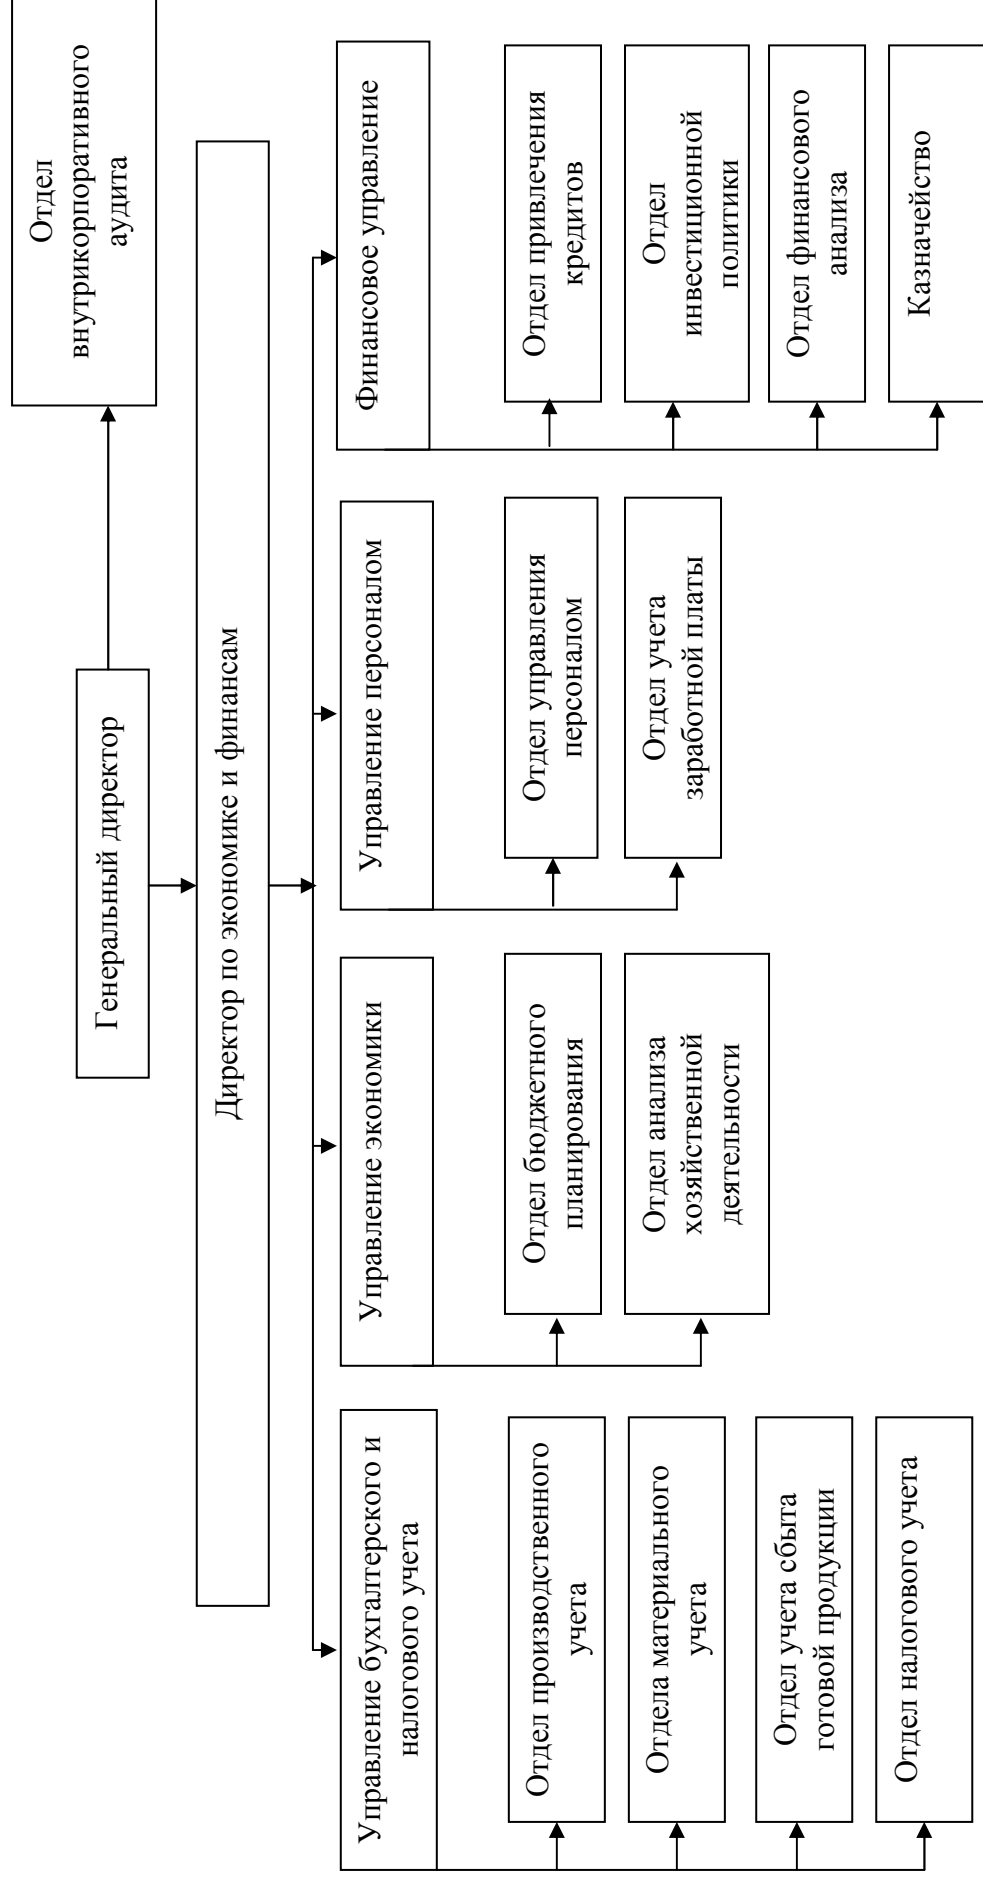 Отдел
внутрикорпоративного
аудита
Генеральный директор
Директор по экономике и финансам
Управление бухгалтерского и
налогового учета
Управление экономики
Управление персоналом
Финансовое управление
Отдел производственного
учета
Отдела материального
учета
Отдел учета сбыта
готовой продукции
Отдел налогового учета
Отдел бюджетного
планирования
Отдел анализа
хозяйственной
деятельности
Отдел управления
персоналом
Отдел учета
заработной платы
Отдел привлечения
кредитов
Отдел
инвестиционной
политики
Отдел финансового
анализа
Казначейство